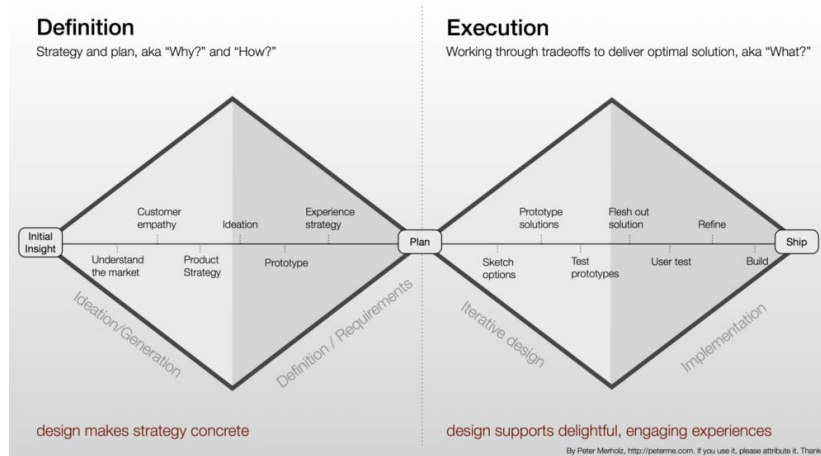 Definition
Strategy and plan, aka “Why?” and “How?”
Initial
Insight
Understand
the market
Customer
empathy
Product
Strategy
Ideation
Prototype
Experience
strategy
Plan
Ideation/Generation
Definition / Requirements
design makes strategy concrete
Execution
Working through tradeoffs to deliver optimal solution, aka “What?”
Sketch
options
Prototype
solutions
Test
prototypes
Flesh out
solution
User test
Refine
Build
Ship
Iterative design
Implementation
design supports delightful, engaging experiences
By Peter Merholz, http://peterme.com. If you use it, please attribute it. Thank